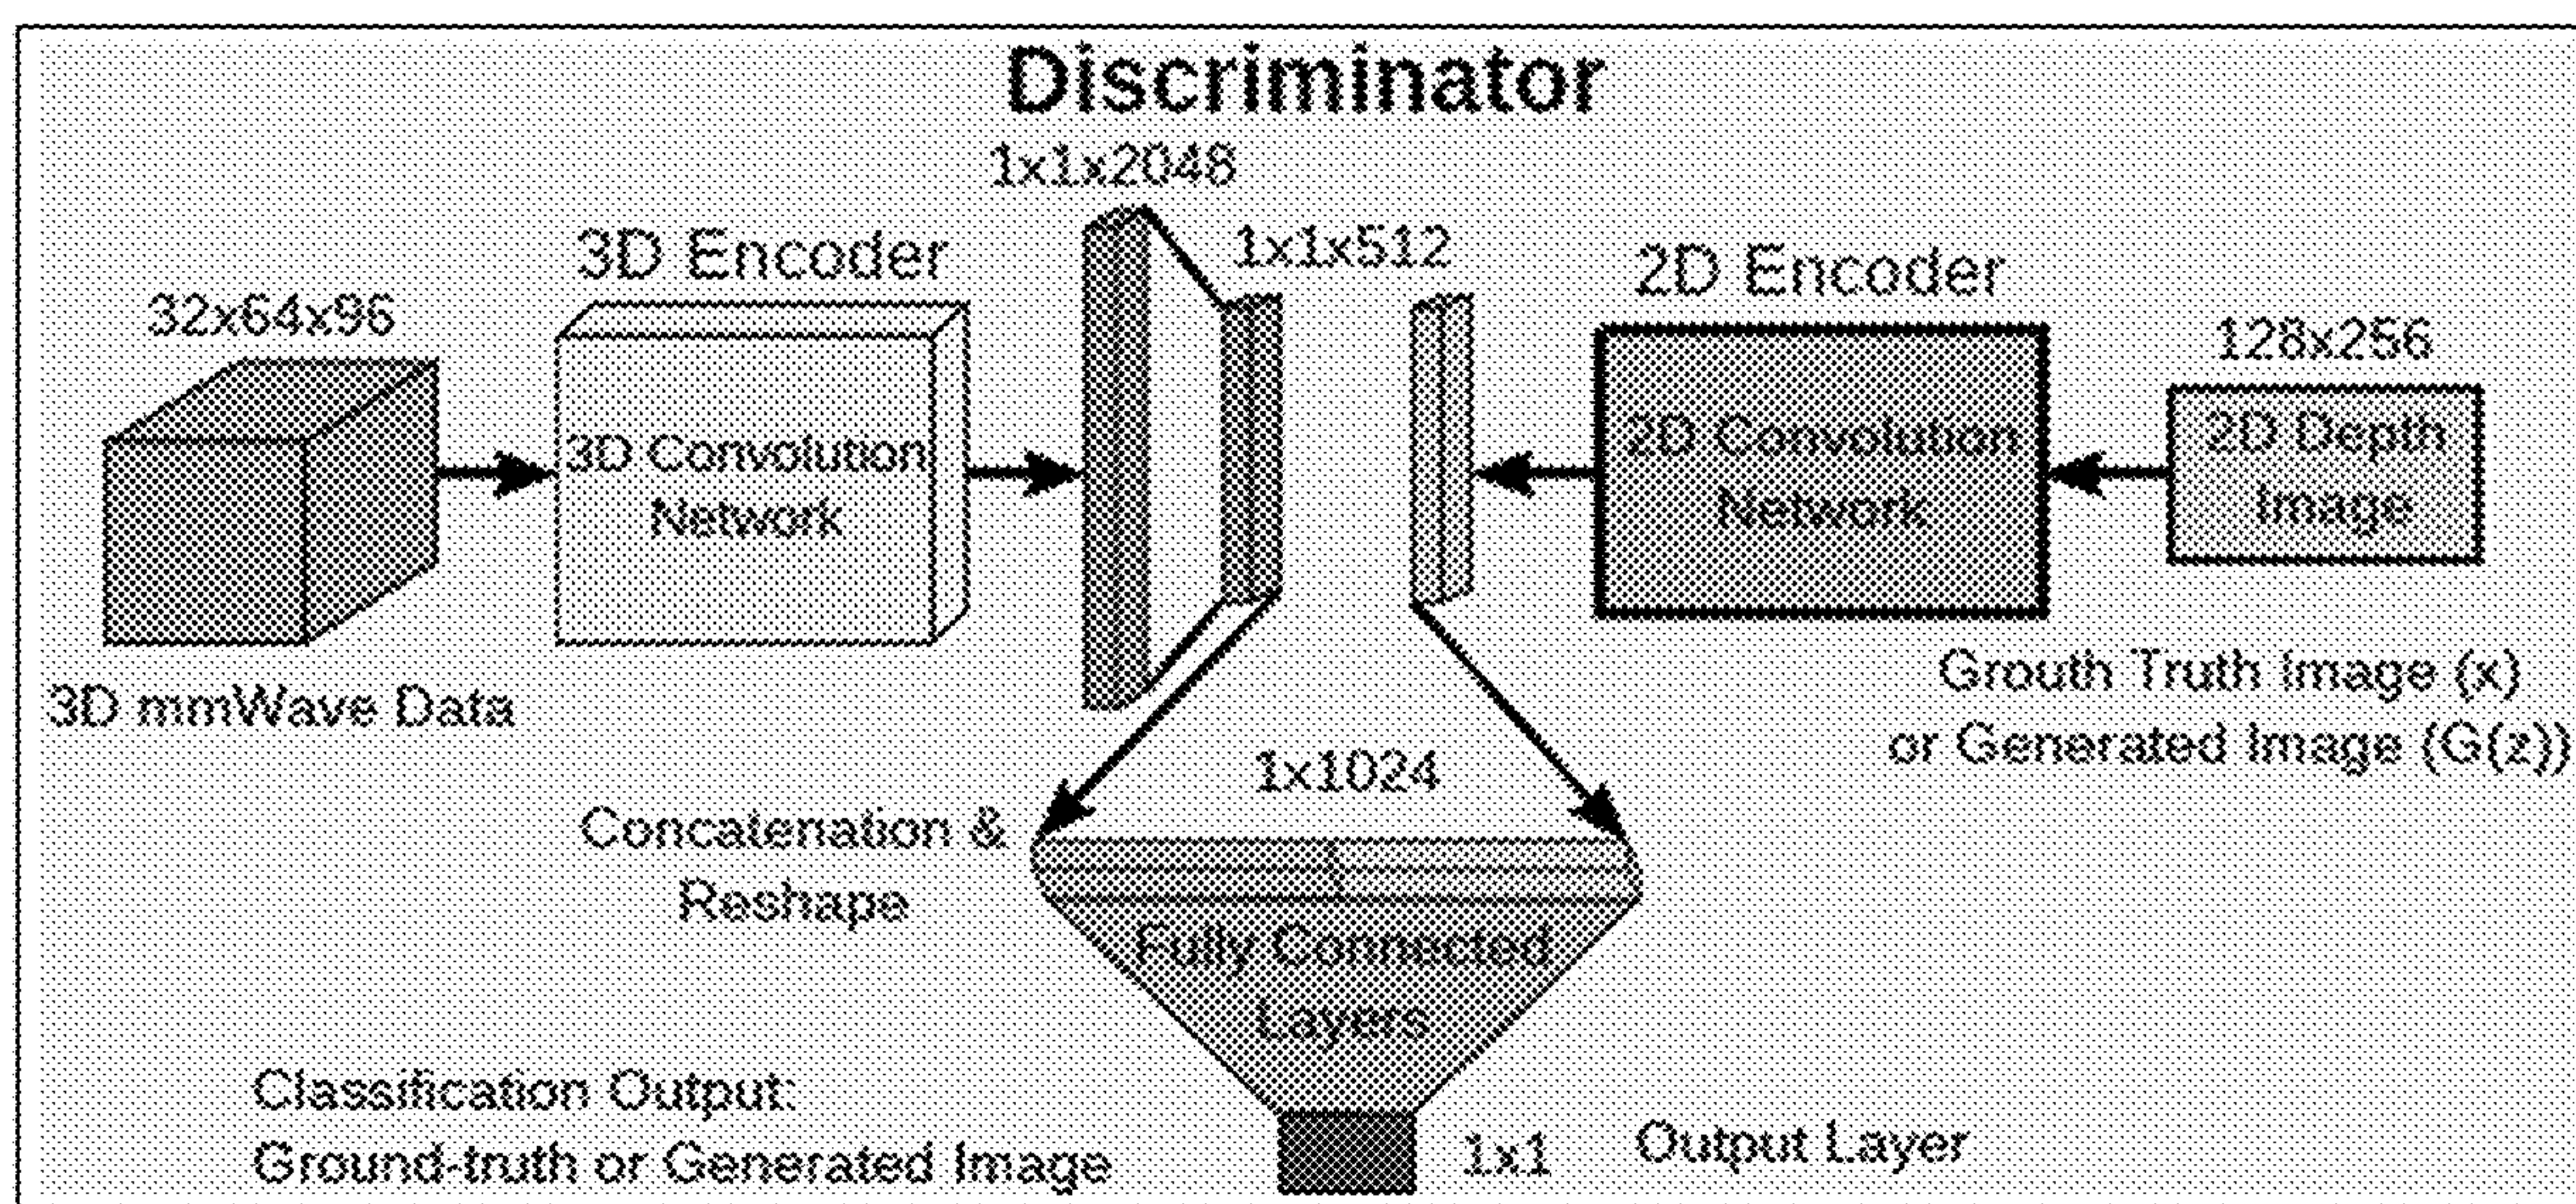 Discriminator
1x1x2048
3D Encoder
1x1x512
2D Encoder
32x64x96
128x256
3D Convolution
Network
2D Convolution
Network
2D Depth
Image
3D mmWave Data
Grouth Truth Image (x)
or Generated Image (G(z))
1x1024
Concatenation &
Reshape
Fully Connected
Layers
Classification Output:
Ground-truth or Generated Image
1x1
Output Layer